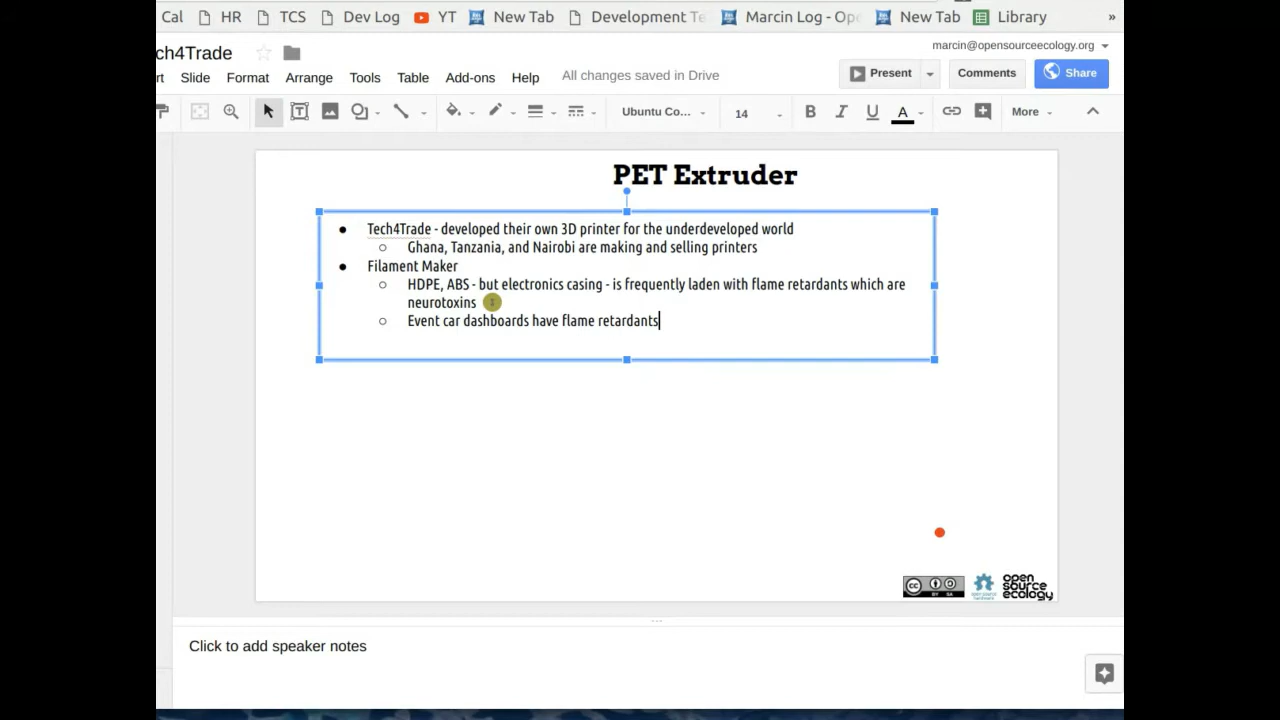 Cal HR TCS Dev Log YT New Tab Development Te Marcin Log - Ope New Tab Library »
ch4Trade
marcin@opensourceecology.org
rt Slide Format Arrange Tools Table Add-ons Help All changes saved in Drive
Present Comments Share
Ubuntu Co... 14 B I U A More
PET Extruder
● Tech4Trade - developed their own 3D printer for the underdeveloped world
○ Ghana, Tanzania, and Nairobi are making and selling printers
● Filament Maker
○ HDPE, ABS - but electronics casing - is frequently laden with flame retardants which are
neurotoxins
○ Event car dashboards have flame retardants
cc BY SA
open
source
ecology
Click to add speaker notes